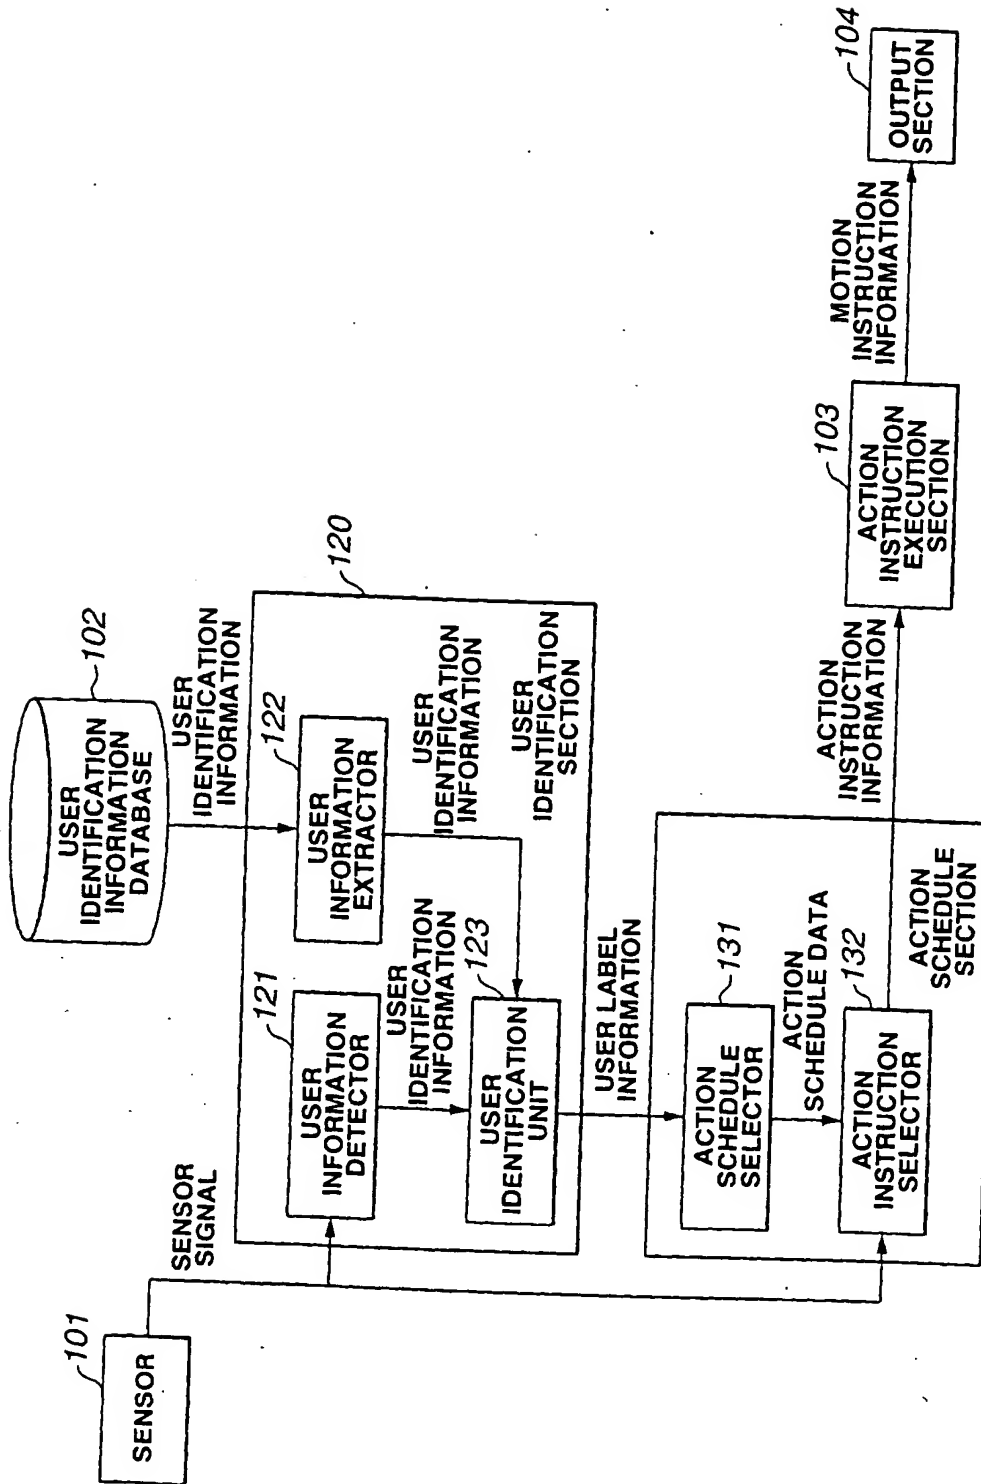 101
SENSOR
SENSOR
SIGNAL
102
USER
IDENTIFICATION
INFORMATION
DATABASE
USER
IDENTIFICATION
INFORMATION
120
121
USER
INFORMATION
DETECTOR
122
USER
INFORMATION
EXTRACTOR
USER
IDENTIFICATION
INFORMATION
USER
IDENTIFICATION
INFORMATION
123
USER
IDENTIFICATION
UNIT
USER
IDENTIFICATION
SECTION
USER LABEL
INFORMATION
131
ACTION
SCHEDULE
SELECTOR
ACTION
SCHEDULE DATA
132
ACTION
INSTRUCTION
SELECTOR
ACTION
SCHEDULE
SECTION
ACTION
INSTRUCTION
INFORMATION
103
ACTION
INSTRUCTION
EXECUTION
SECTION
MOTION
INSTRUCTION
INFORMATION
104
OUTPUT
SECTION